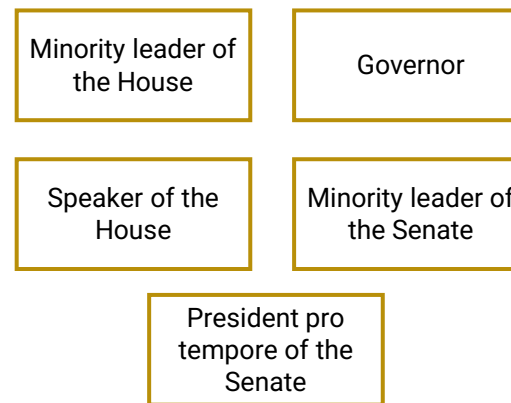 Minority leader of
the House
Governor
Speaker of the
House
Minority leader of
the Senate
President pro
tempore of the
Senate